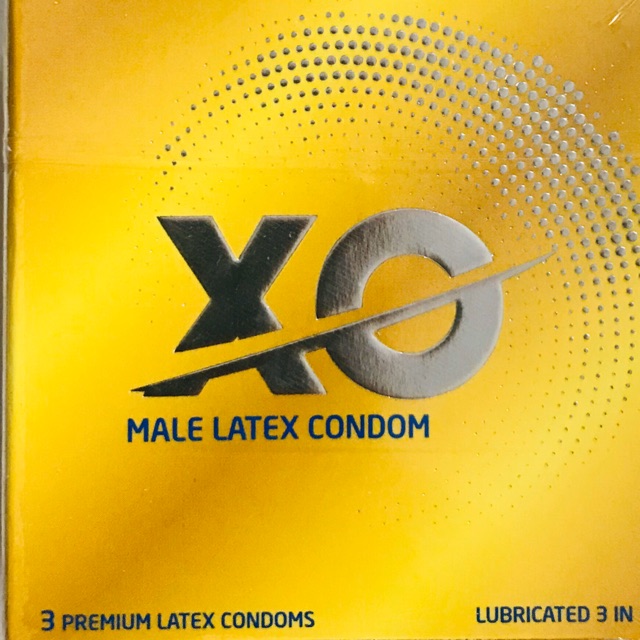 XO
MALE LATEX CONDOM
3 PREMIUM LATEX CONDOMS
LUBRICATED 3 IN